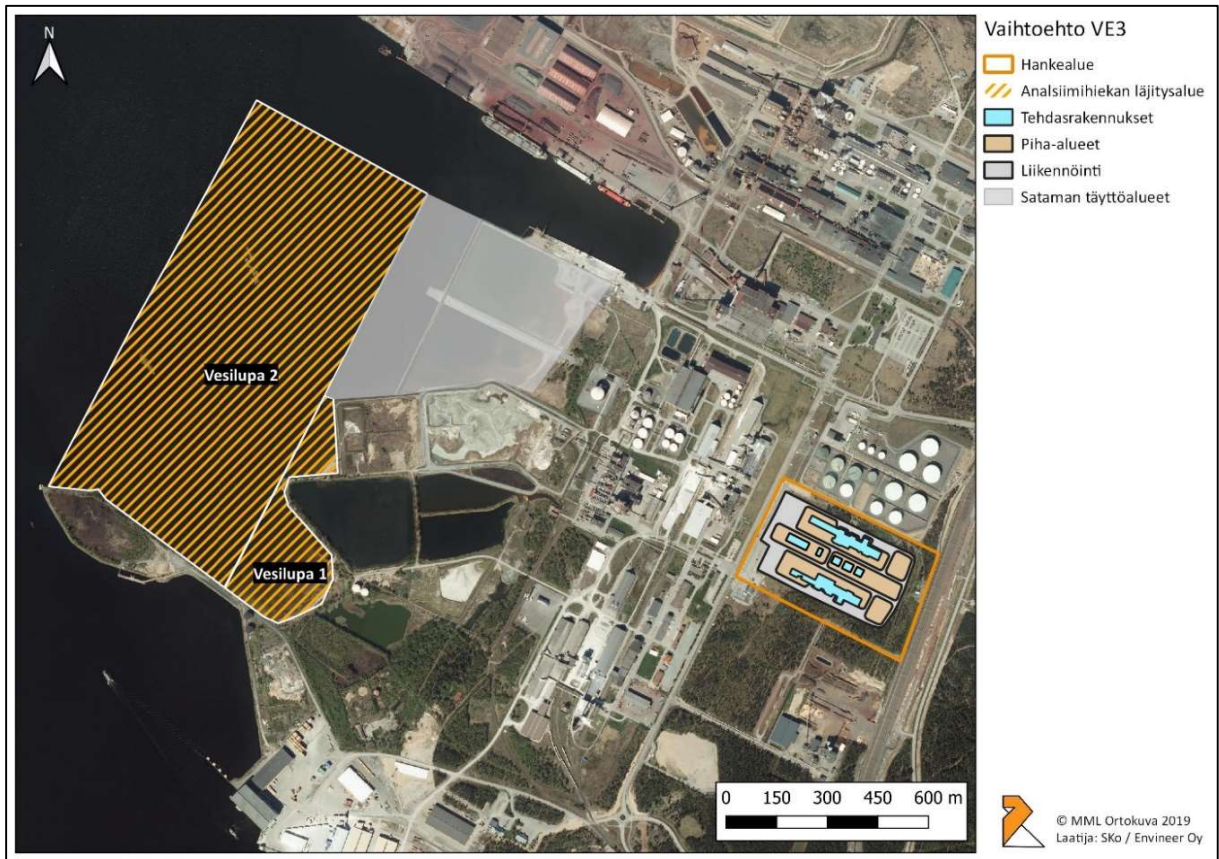 N
Vaihtoehto VE3
Hankealue
Analsiimihiekan läjitysalue
Tehdasrakennukset
Piha-alueet
Liikennöinti
Sataman täyttöalueet
Vesilupa 2
Vesilupa 1
0 150 300 450 600 m
© MML Ortokuva 2019
Laatija: SKo / Envineer Oy